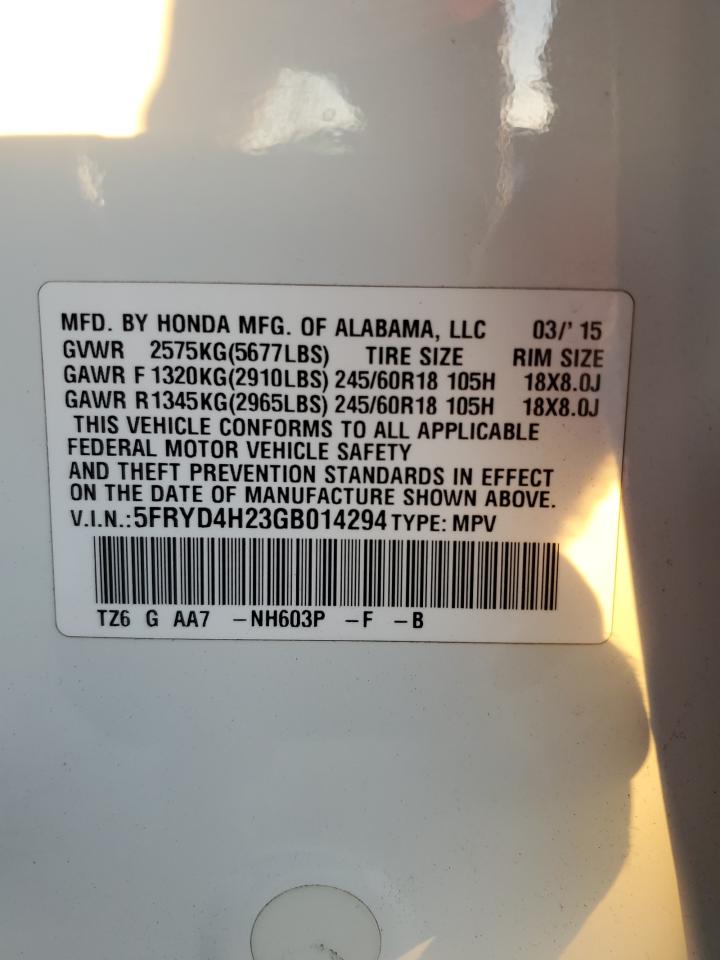 MFD. BY HONDA MFG. OF ALABAMA, LLC 03/' 15
GVWR 2575KG(5677LBS) TIRE SIZE RIM SIZE
GAWR F 1320KG(2910LBS) 245/60R18 105H 18X8.0J
GAWR R 1345KG(2965LBS) 245/60R18 105H 18X8.0J
THIS VEHICLE CONFORMS TO ALL APPLICABLE
FEDERAL MOTOR VEHICLE SAFETY
AND THEFT PREVENTION STANDARDS IN EFFECT
ON THE DATE OF MANUFACTURE SHOWN ABOVE.
V.I.N.: 5FRYD4H23GB014294 TYPE: MPV
TZ6 G AA7 -NH603P -F -B